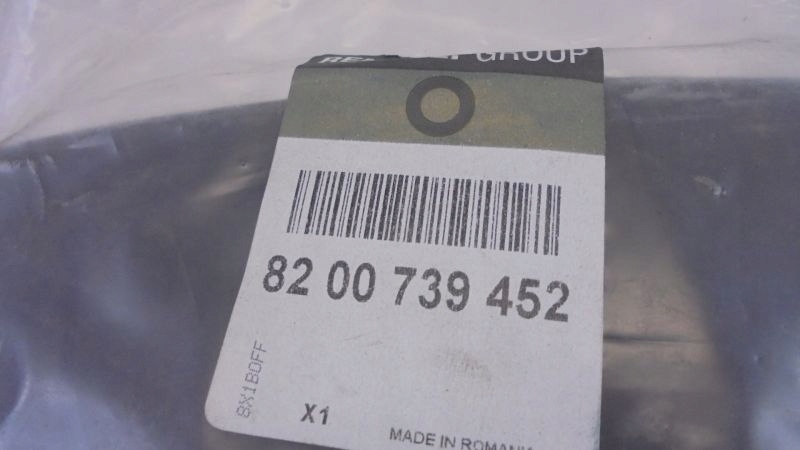 GROUP
82 00 739 452
8X1B0FF
X1
MADE IN ROMANIA